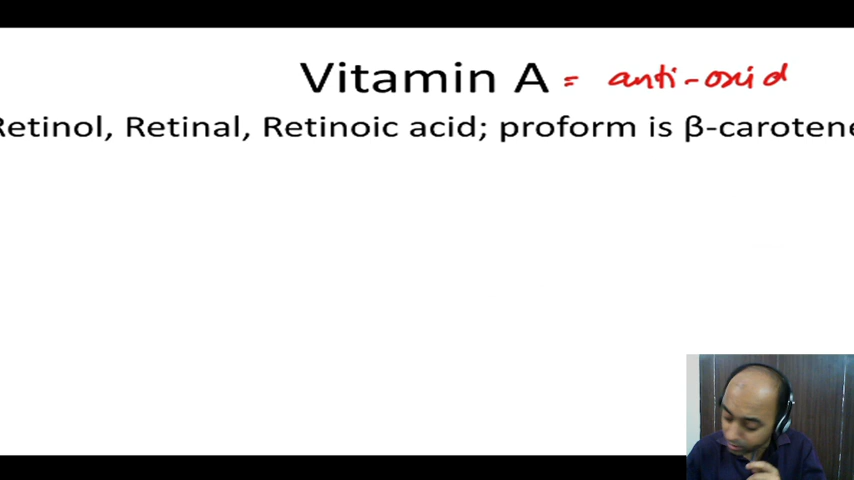 Vitamin A = anti-oxid
Retinol, Retinal, Retinoic acid; proform is β-carotene